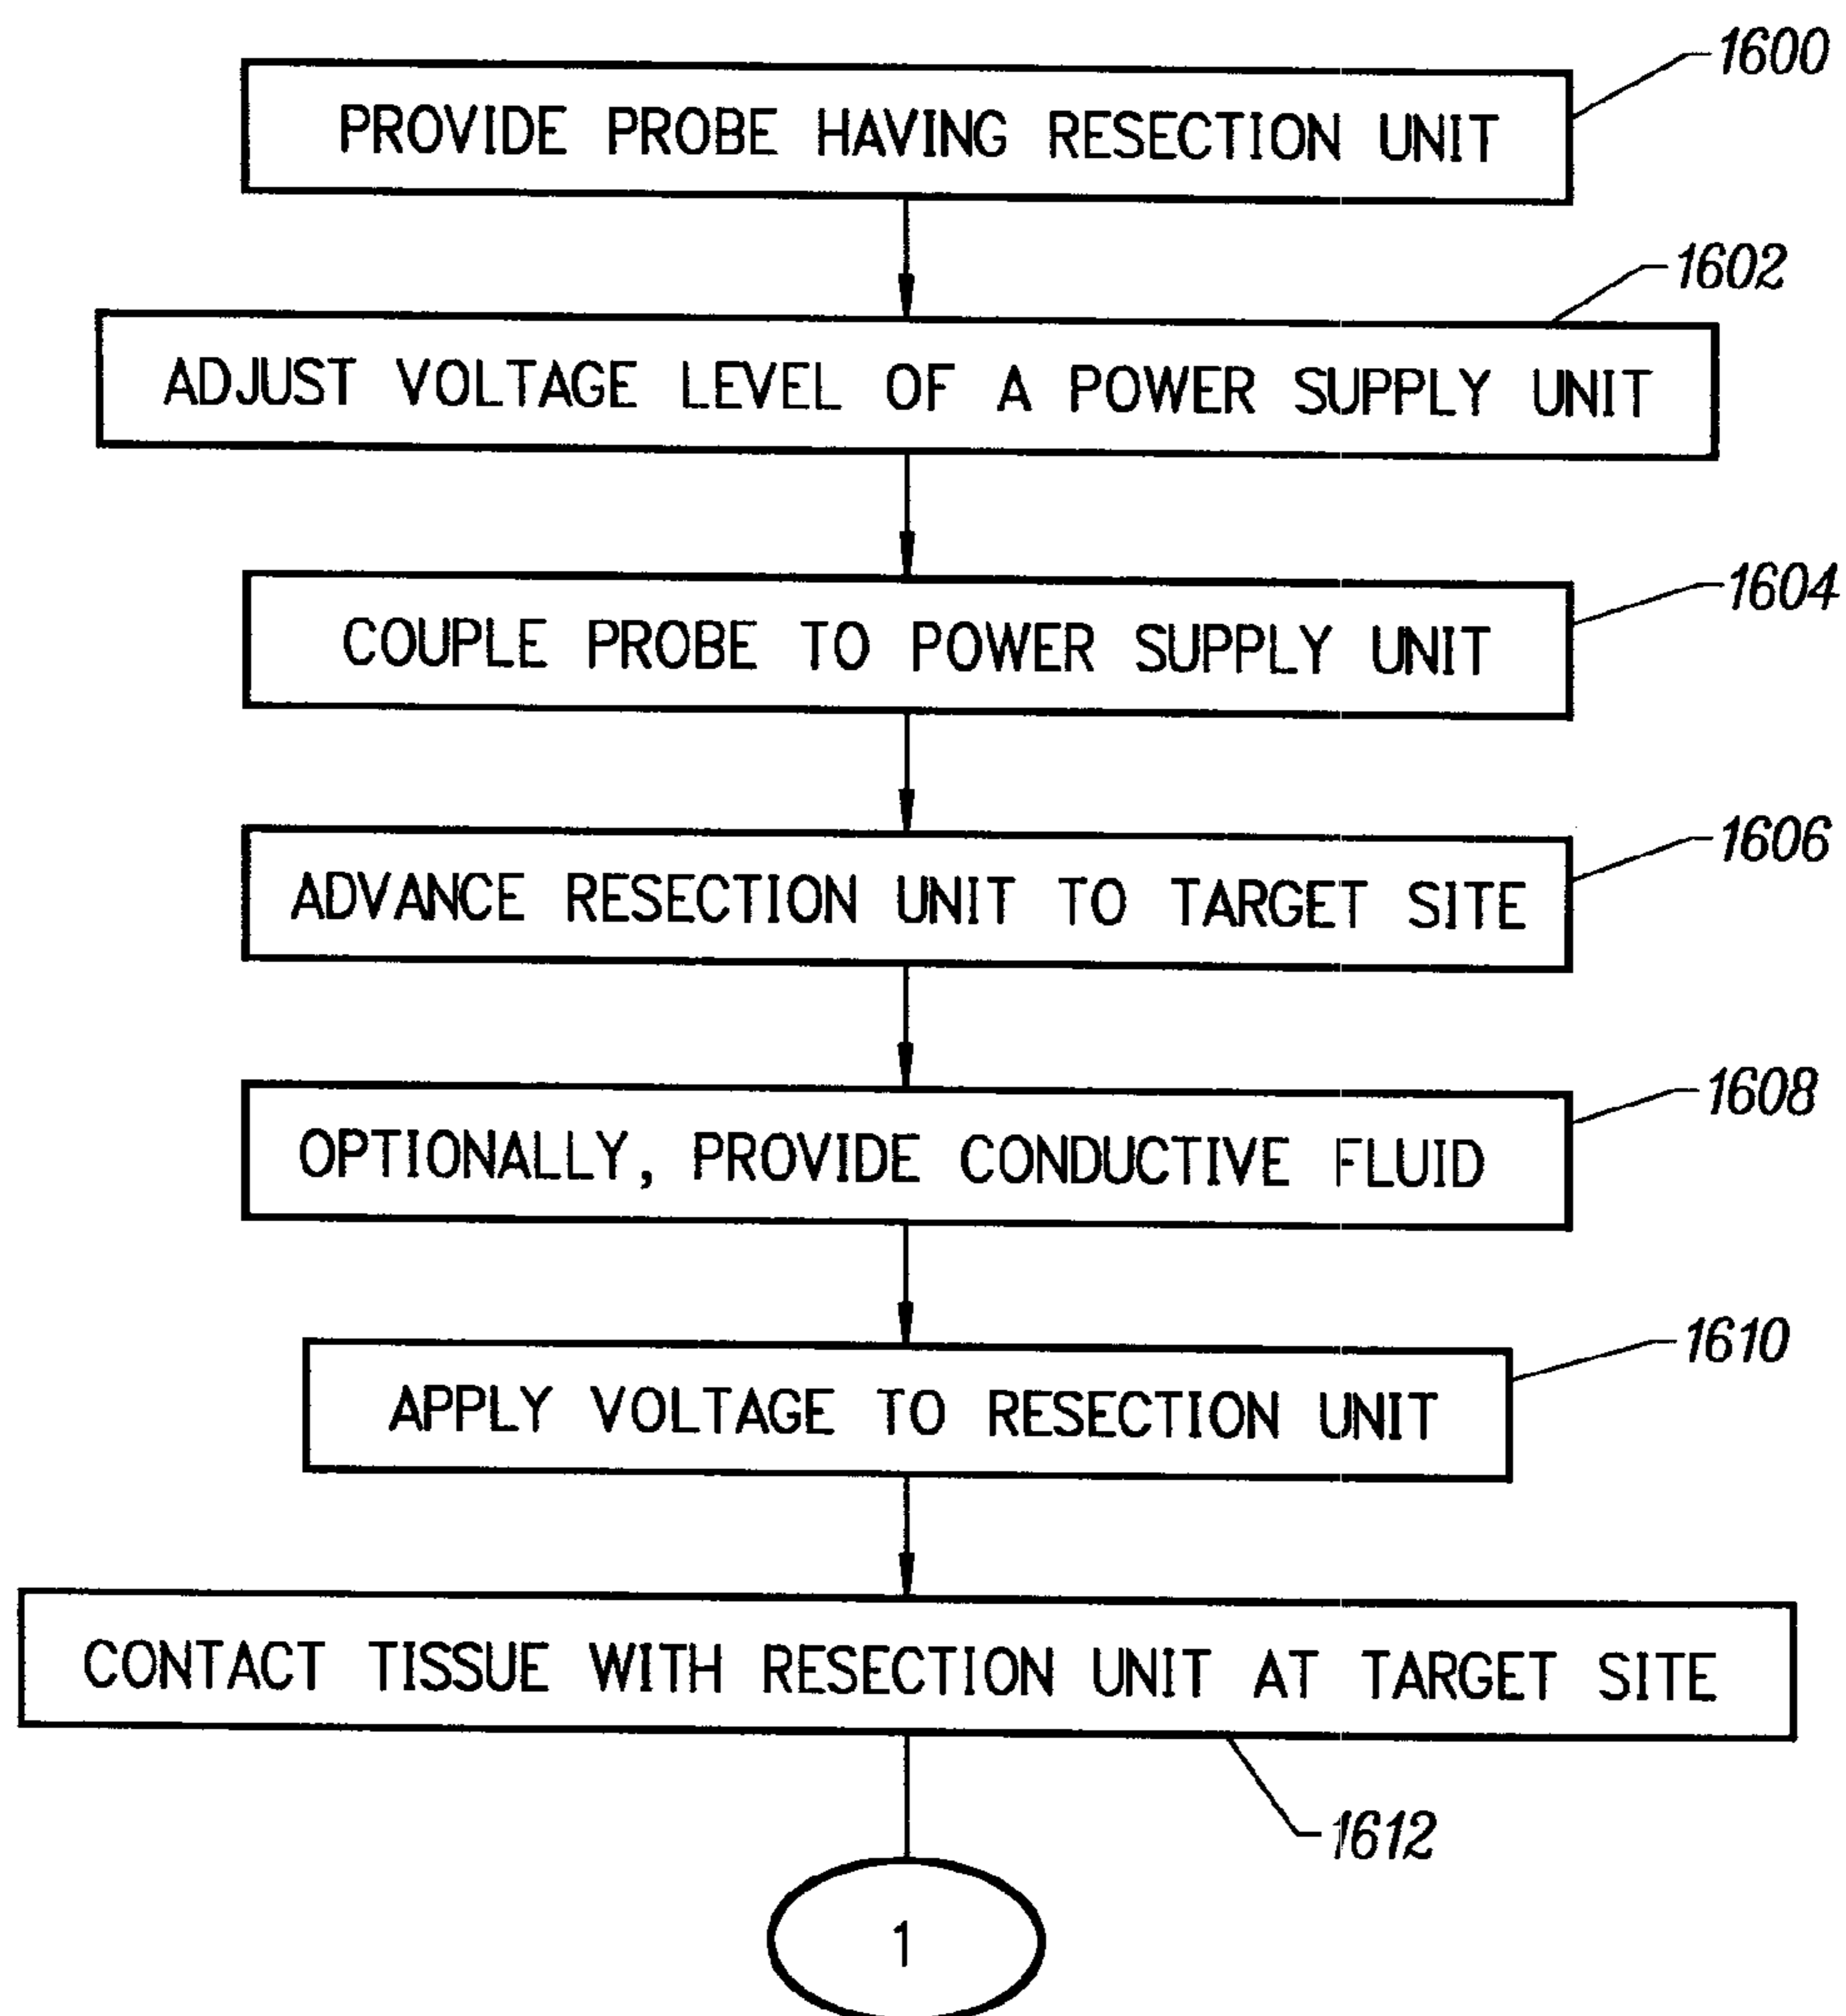 1600
PROVIDE PROBE HAVING RESECTION UNIT
1602
ADJUST VOLTAGE LEVEL OF A POWER SUPPLY UNIT
1604
COUPLE PROBE TO POWER SUPPLY UNIT
1606
ADVANCE RESECTION UNIT TO TARGET SITE
1608
OPTIONALLY, PROVIDE CONDUCTIVE FLUID
1610
APPLY VOLTAGE TO RESECTION UNIT
CONTACT TISSUE WITH RESECTION UNIT AT TARGET SITE
1612
1